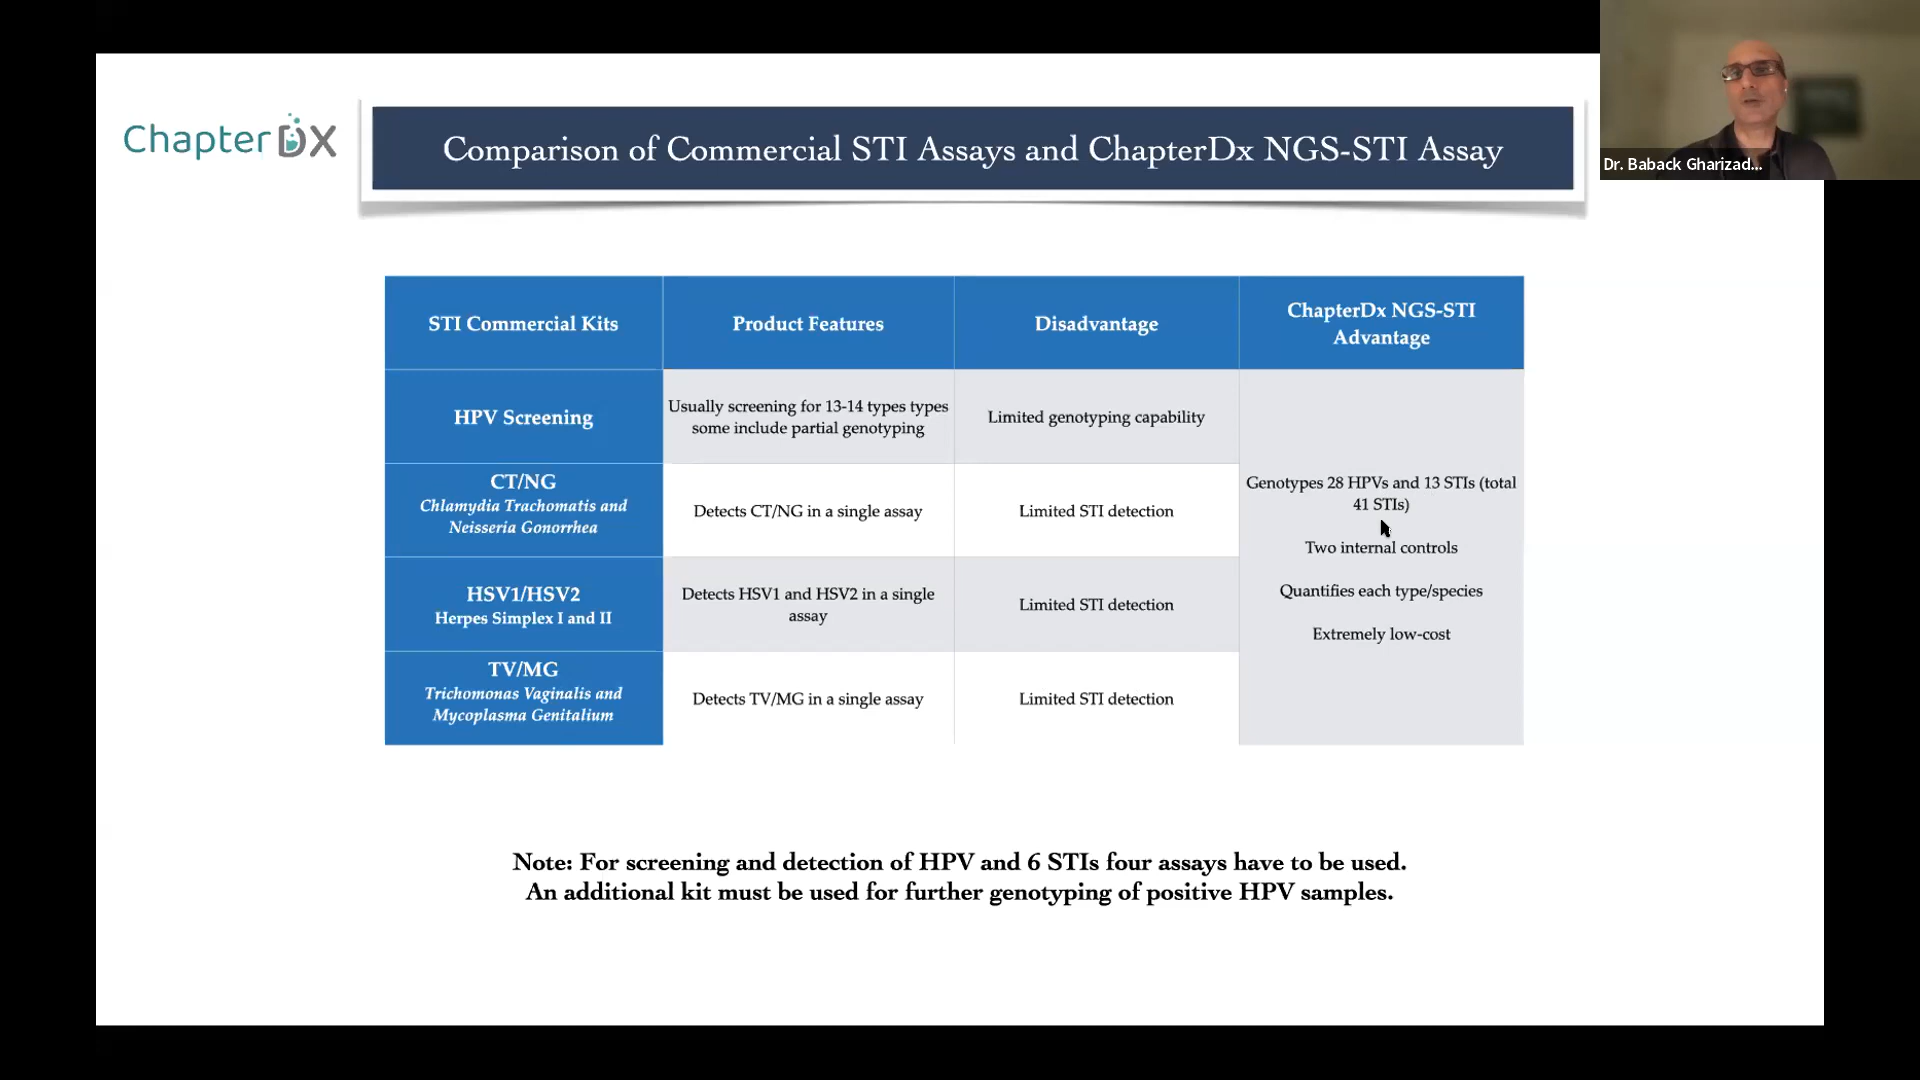 ChapterDX
Comparison of Commercial STI Assays and ChapterDx NGS-STI Assay
Dr. Baback Gharizad...
STI Commercial Kits
Product Features
Disadvantage
ChapterDx NGS-STI
Advantage
HPV Screening
Usually screening for 13-14 types types
some include partial genotyping
Limited genotyping capability
CT/NG
Chlamydia Trachomatis and
Neisseria Gonorrhea
Detects CT/NG in a single assay
Limited STI detection
HSV1/HSV2
Herpes Simplex I and II
Detects HSV1 and HSV2 in a single
assay
Limited STI detection
TV/MG
Trichomonas Vaginalis and
Mycoplasma Genitalium
Detects TV/MG in a single assay
Limited STI detection
Genotypes 28 HPVs and 13 STIs (total
41 STIs)
Two internal controls
Quantifies each type/species
Extremely low-cost
Note: For screening and detection of HPV and 6 STIs four assays have to be used.
An additional kit must be used for further genotyping of positive HPV samples.